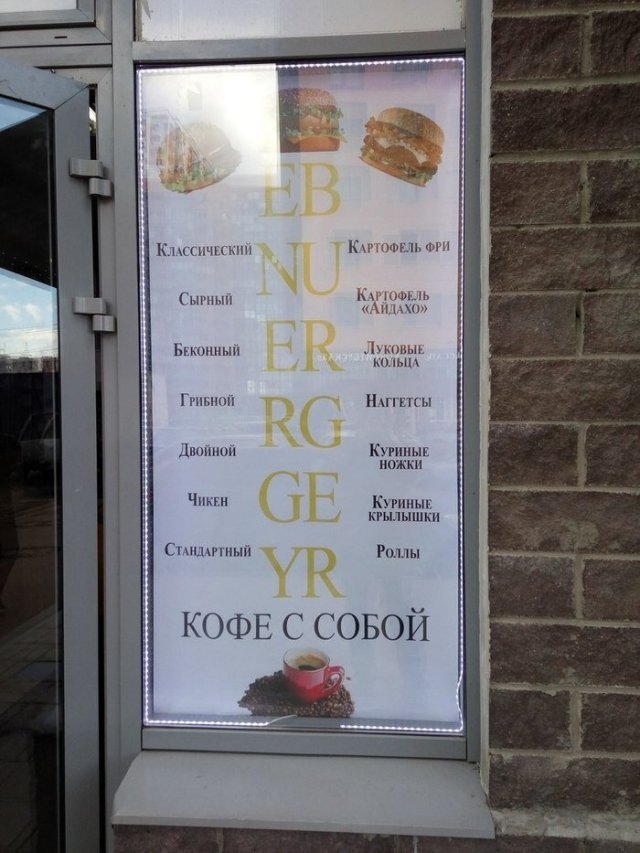 EB
NU
ER
RG
GE
YR
Классический
Сырный
Беконный
Грибной
Двойной
Чикен
Стандартный
Картофель фри
Картофель
«Айдахо»
Луковые
кольца
Наггетсы
Куриные
ножки
Куриные
крылышки
Роллы
КОФЕ С СОБОЙ